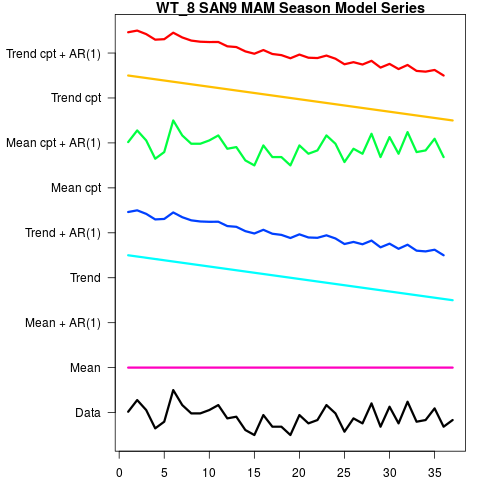 WT_8 SAN9 MAM Season Model Series
Trend cpt + AR(1)
Trend cpt
Mean cpt + AR(1)
Mean cpt
Trend + AR(1)
Trend
Mean + AR(1)
Mean
Data
0 5 10 15 20 25 30 35